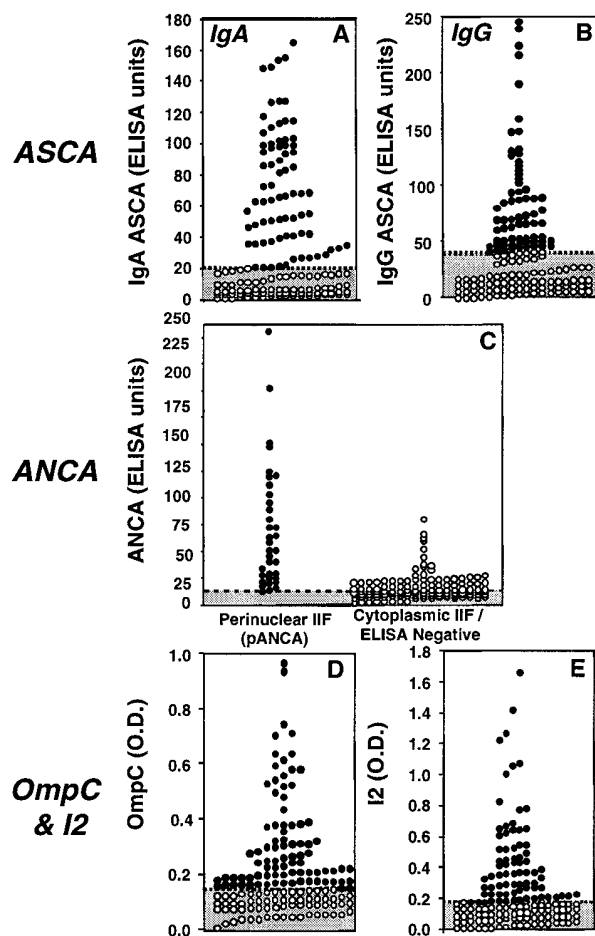 ASCA
IgA
A
IgA ASCA (ELISA units)
180
160
140
120
100
80
60
40
20
0
IgG
B
IgG ASCA (ELISA units)
250
200
150
100
50
0
ANCA
C
ANCA (ELISA units)
250
225
200
175
150
125
100
75
50
25
0
Perinuclear IIF
(pANCA)
Cytoplasmic IIF /
ELISA Negative
OmpC
& I2
D
OmpC (O.D.)
1.0
0.8
0.6
0.4
0.2
0.0
E
I2 (O.D.)
1.8
1.6
1.4
1.2
1.0
0.8
0.6
0.4
0.2
0.0